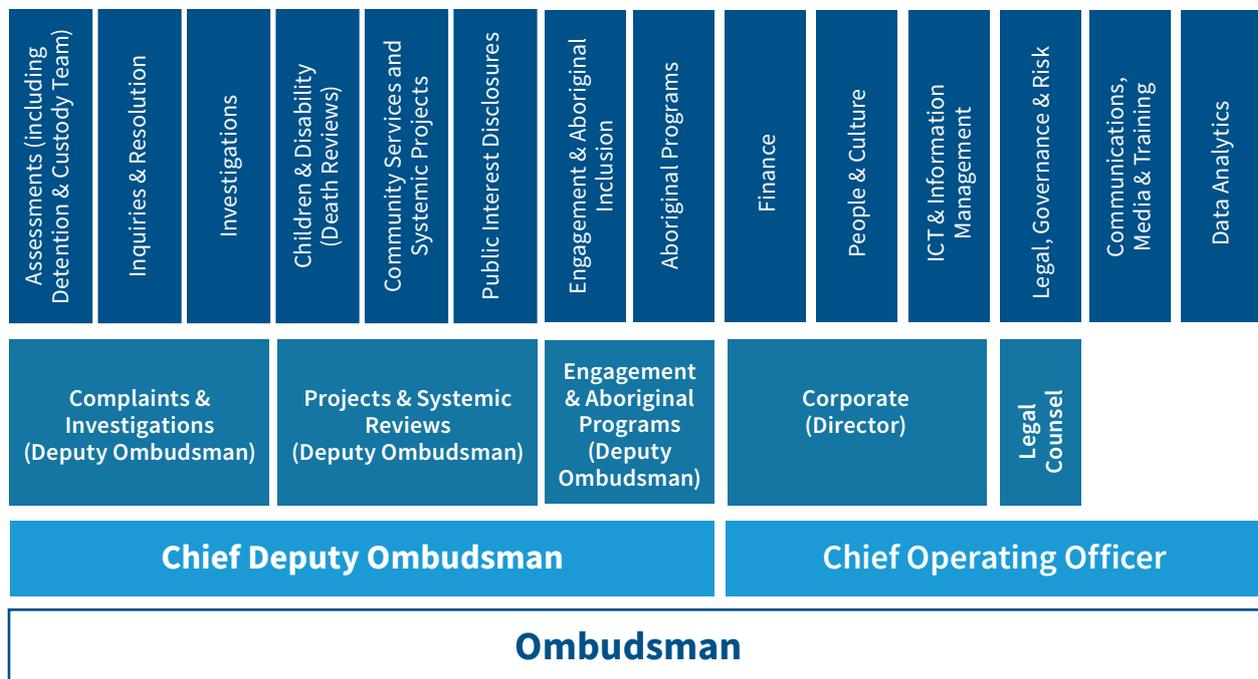 Assessments (including
Detention & Custody Team)
Inquiries & Resolution
Investigations
Children & Disability
(Death Reviews)
Community Services and
Systemic Projects
Public Interest Disclosures
Engagement & Aboriginal
Inclusion
Aboriginal Programs
Finance
People & Culture
ICT & Information
Management
Legal, Governance & Risk
Communications,
Media & Training
Data Analytics
Complaints &
Investigations
(Deputy Ombudsman)
Projects & Systemic
Reviews
(Deputy Ombudsman)
Engagement
& Aboriginal
Programs
(Deputy
Ombudsman)
Corporate
(Director)
Legal
Counsel
Chief Deputy Ombudsman
Chief Operating Officer
Ombudsman